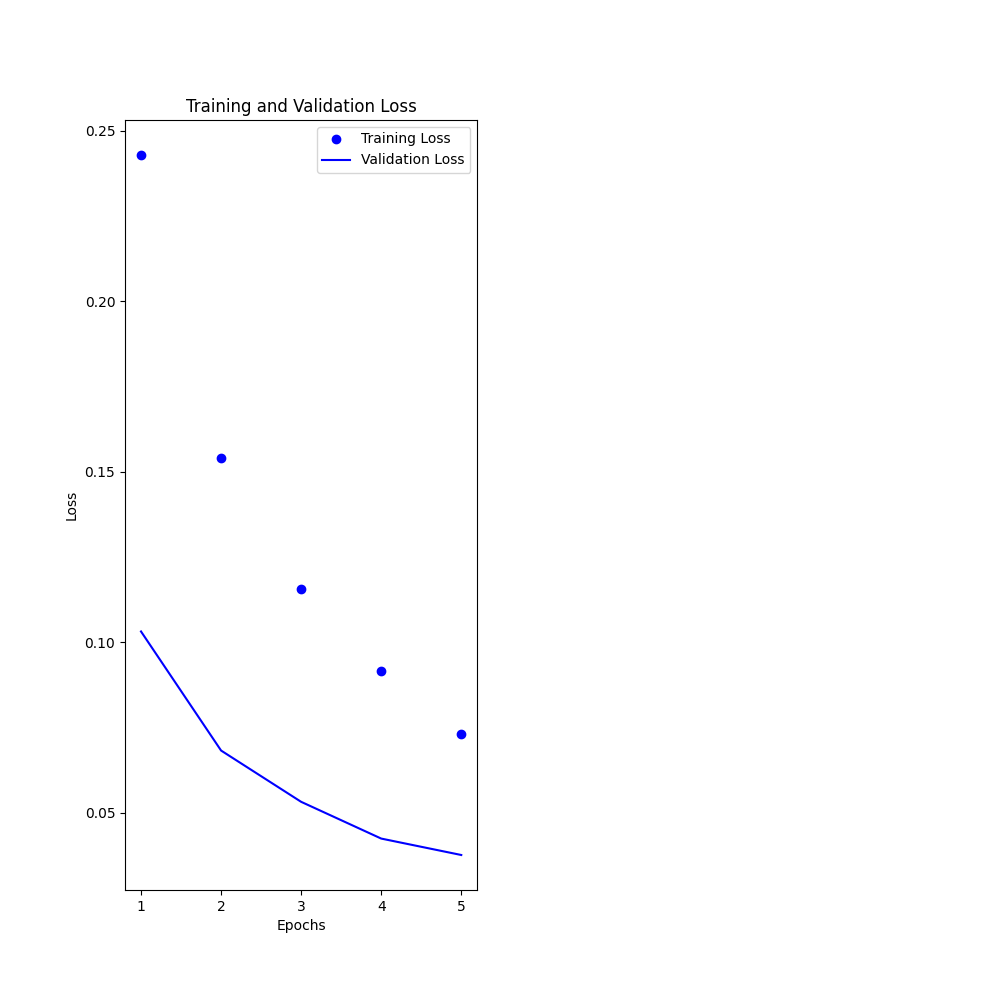 Training and Validation Loss
Training Loss
Validation Loss
0.25
0.20
0.15
0.10
0.05
Loss
1 2 3 4 5
Epochs